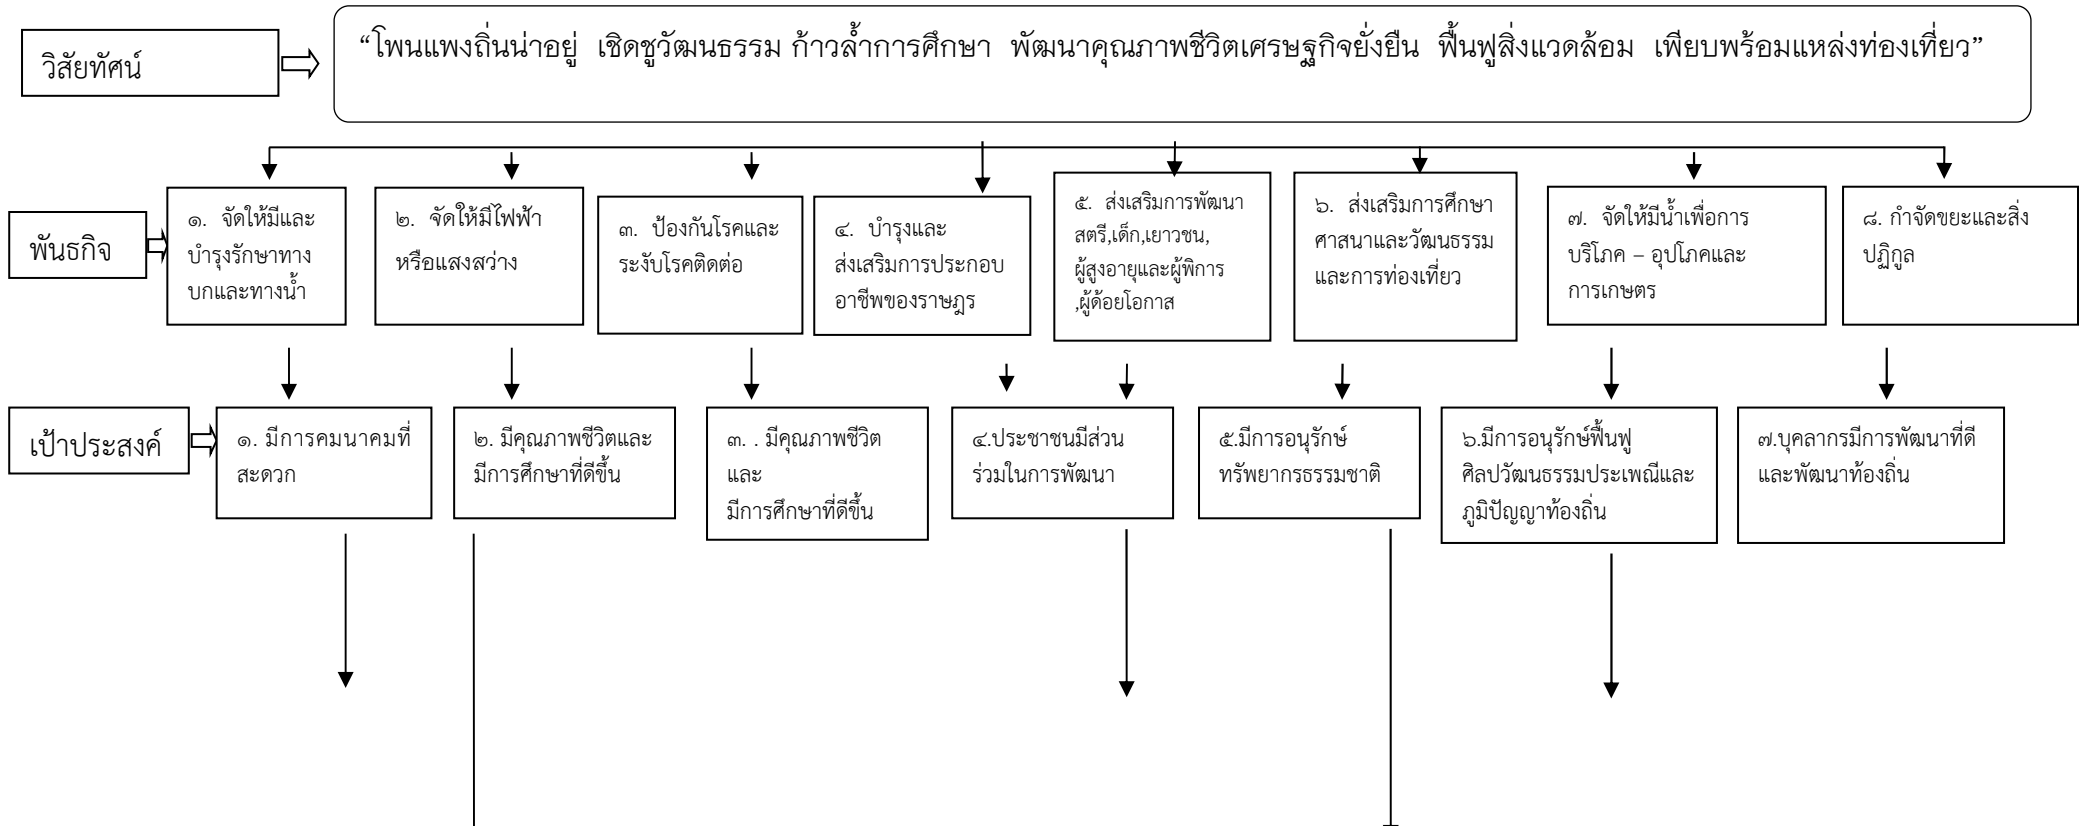 วิสัยทัศน์
“โพนแพงถิ่นน่าอยู่ เชิดชูวัฒนธรรม ก้าวล้ำการศึกษา พัฒนาคุณภาพชีวิตเศรษฐกิจยั่งยืน ฟื้นฟูสิ่งแวดล้อม เพียบพร้อมแหล่งท่องเที่ยว”
พันธกิจ
๑. จัดให้มีและ
บำรุงรักษาทาง
บกและทางน้ำ
๒. จัดให้มีไฟฟ้า
หรือแสงสว่าง
๓. ป้องกันโรคและ
ระงับโรคติดต่อ
๔. บำรุงและ
ส่งเสริมการประกอบ
อาชีพของราษฎร
๕. ส่งเสริมการพัฒนา
สตรี,เด็ก,เยาวชน,
ผู้สูงอายุและผู้พิการ
,ผู้ด้อยโอกาส
๖. ส่งเสริมการศึกษา
ศาสนาและวัฒนธรรม
และการท่องเที่ยว
๗. จัดให้มีน้ำเพื่อการ
บริโภค – อุปโภคและ
การเกษตร
๘. กำจัดขยะและสิ่ง
ปฏิกูล
เป้าประสงค์
๑. มีการคมนาคมที่
สะดวก
๒. มีคุณภาพชีวิตและ
มีการศึกษาที่ดีขึ้น
๓. . มีคุณภาพชีวิต
และ
มีการศึกษาที่ดีขึ้น
๔.ประชาชนมีส่วน
ร่วมในการพัฒนา
๕.มีการอนุรักษ์
ทรัพยากรธรรมชาติ
๖.มีการอนุรักษ์ฟื้นฟู
ศิลปวัฒนธรรมประเพณีและ
ภูมิปัญญาท้องถิ่น
๗.บุคลากรมีการพัฒนาที่ดี
และพัฒนาท้องถิ่น